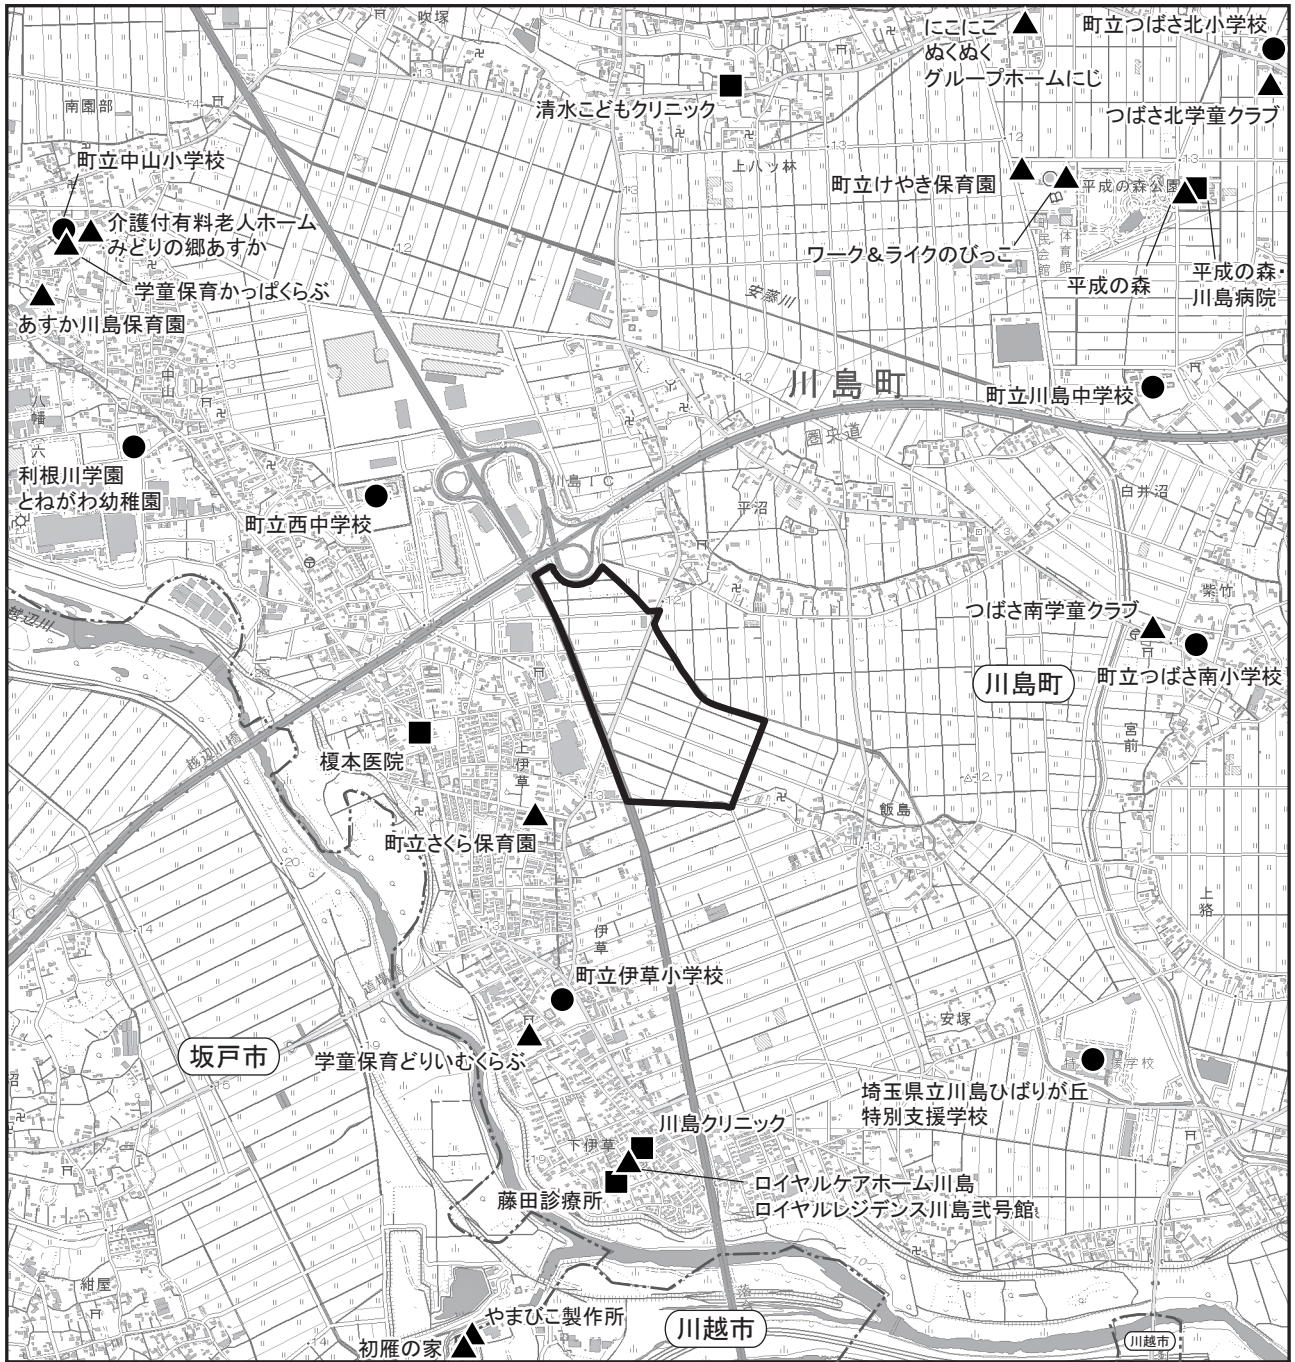 吹塚
にこにこ
ぬくぬく
グループホームにじ
町立つばさ北小学校
つばさ北学童クラブ
南園部
清水こどもクリニック
町立中山小学校
上八ッ林
町立けやき保育園
平成の森公園
介護付有料老人ホーム
みどりの郷あすか
ワーク&ライクのびっこ
町民会館
体育館
平成の森
平成の森・
川島病院
学童保育かっぱくらぶ
あすか川島保育園
安藤川
中山
川島町
町立川島中学校
八幡
六
圏央道
利根川学園
とねがわ幼稚園
川島IC
町立西中学校
平沼
白井沼
紫竹
越辺川
つばさ南学童クラブ
川島町
町立つばさ南小学校
宮前
越辺川橋
榎本医院
上伊草
飯島
町立さくら保育園
上狢
伊草
町立伊草小学校
安塚
坂戸市
学童保育どりいむくらぶ
埼玉県立川島ひばりが丘
特別支援学校
川島クリニック
下伊草
ロイヤルケアホーム川島
ロイヤルレジデンス川島弐号館
藤田診療所
紺屋
やまびこ製作所
初雁の家
川越市
川越市